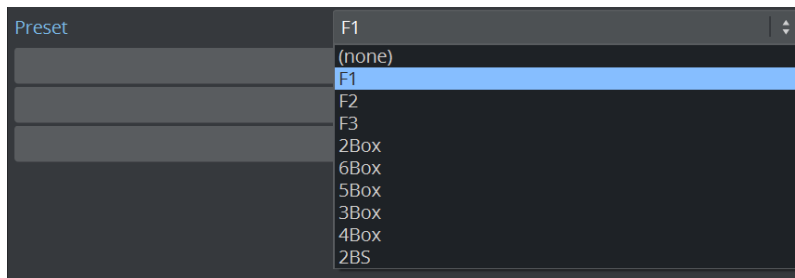 Preset
F1
(none)
F1
F2
F3
2Box
6Box
5Box
3Box
4Box
2BS